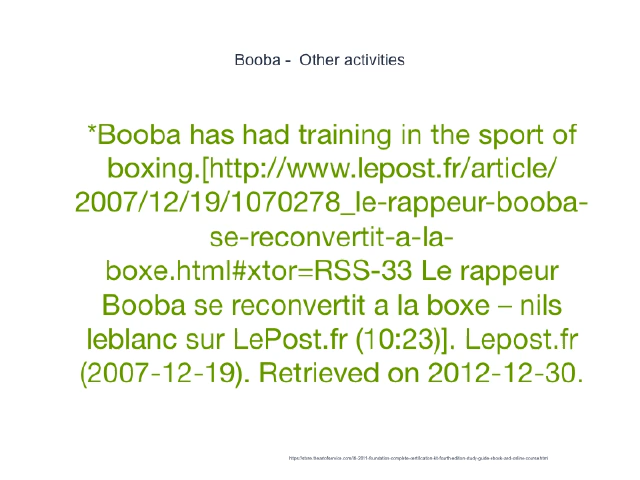 Booba - Other activities
*Booba has had training in the sport of
boxing.[http://www.lepost.fr/article/
2007/12/19/1070278_le-rappeur-booba-
se-reconvertit-a-la-
boxe.html#xtor=RSS-33 Le rappeur
Booba se reconvertit a la boxe – nils
leblanc sur LePost.fr (10:23)]. Lepost.fr
(2007-12-19). Retrieved on 2012-12-30.